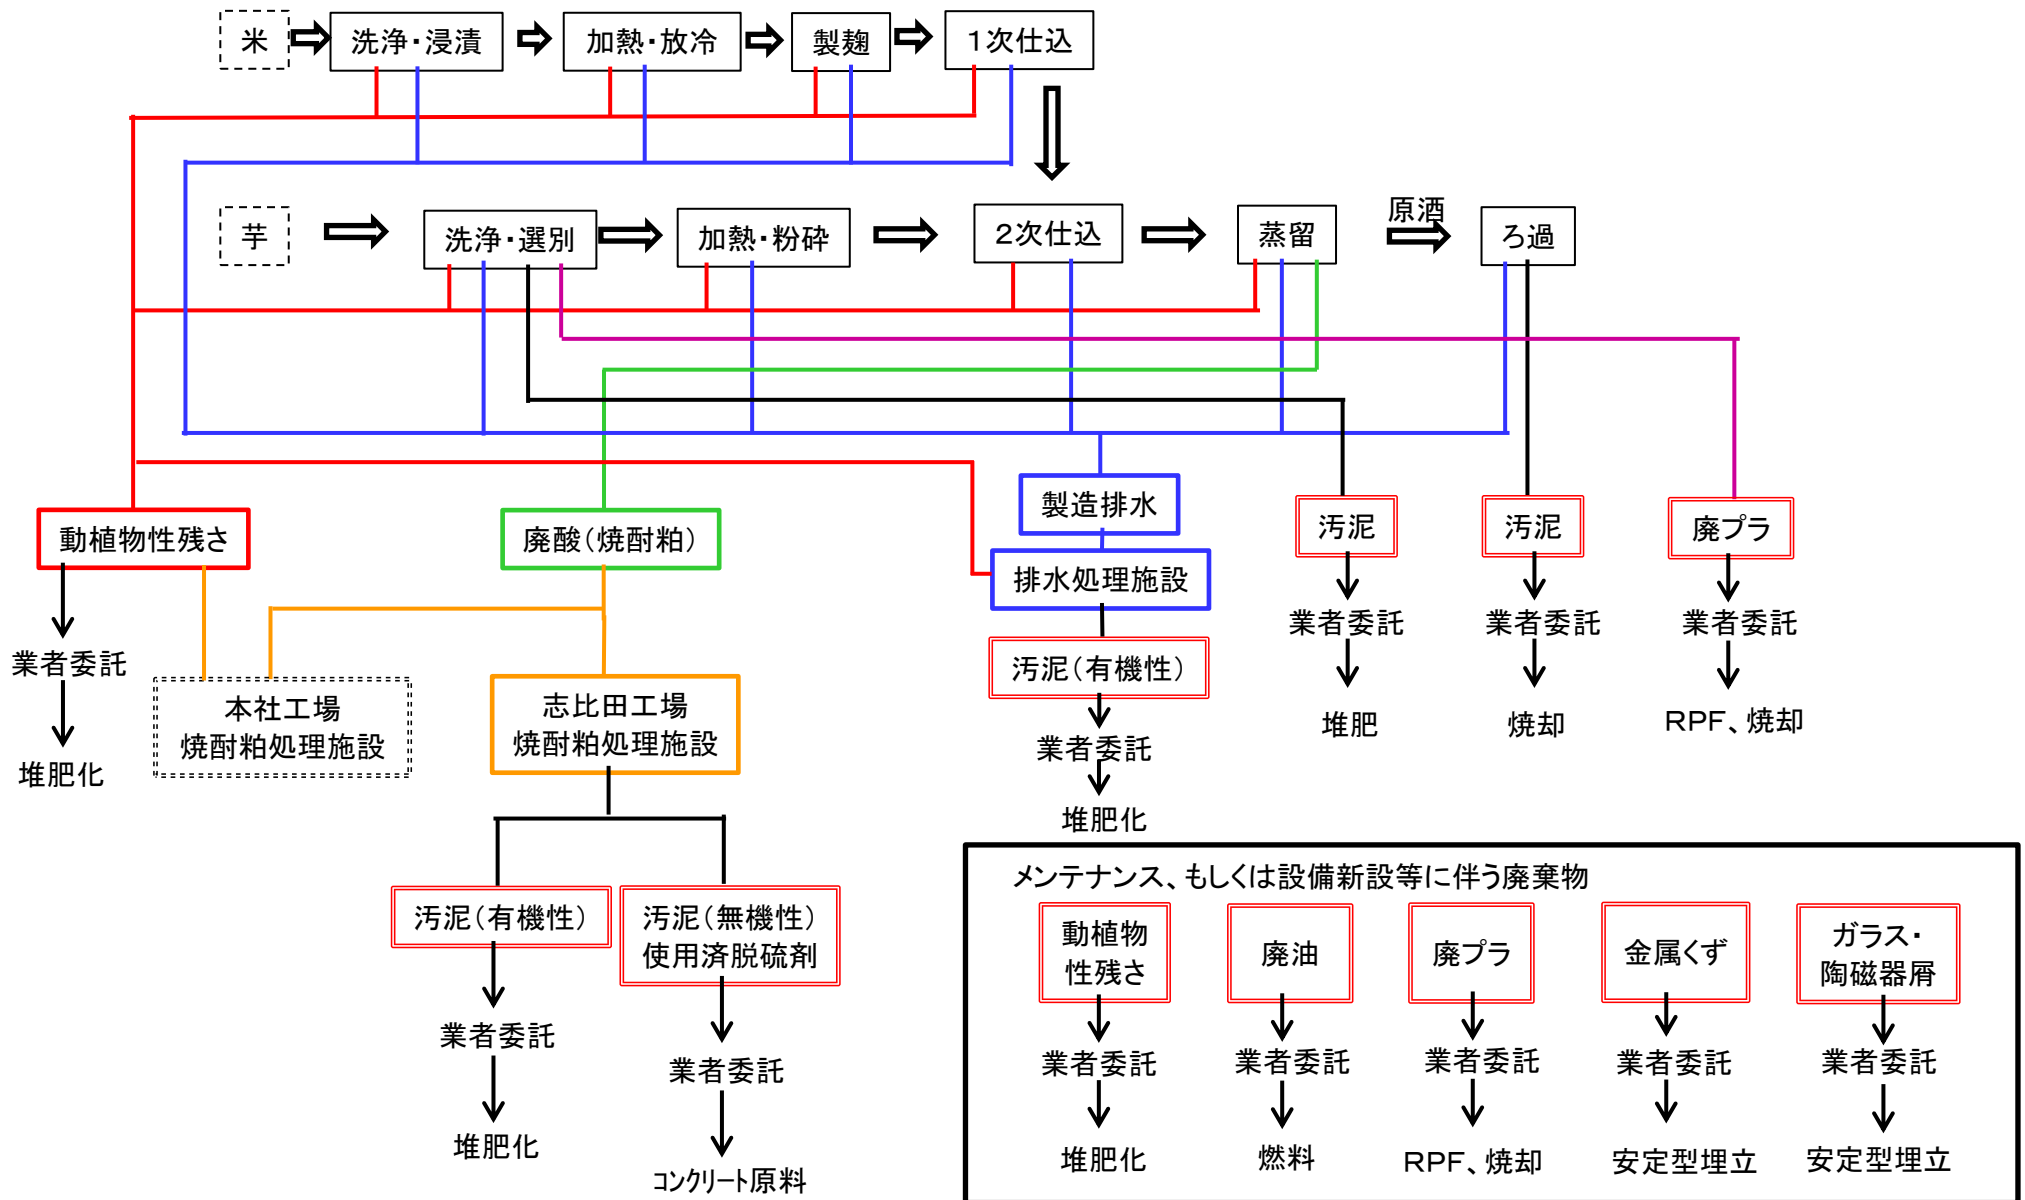 米
洗浄・浸漬
加熱・放冷
製麹
1次仕込
芋
洗浄・選別
加熱・粉砕
2次仕込
蒸留
原酒
ろ過
動植物性残さ
業者委託
堆肥化
本社工場
焼酎粕処理施設
廃酸(焼酎粕)
志比田工場
焼酎粕処理施設
汚泥(有機性)
業者委託
堆肥化
汚泥(無機性)
使用済脱硫剤
業者委託
コンクリート原料
製造排水
排水処理施設
汚泥(有機性)
業者委託
堆肥化
汚泥
業者委託
堆肥
汚泥
業者委託
焼却
廃プラ
業者委託
RPF、焼却
メンテナンス、もしくは設備新設等に伴う廃棄物
動植物
性残さ
業者委託
堆肥化
廃油
業者委託
燃料
廃プラ
業者委託
RPF、焼却
金属くず
業者委託
安定型埋立
ガラス・
陶磁器屑
業者委託
安定型埋立